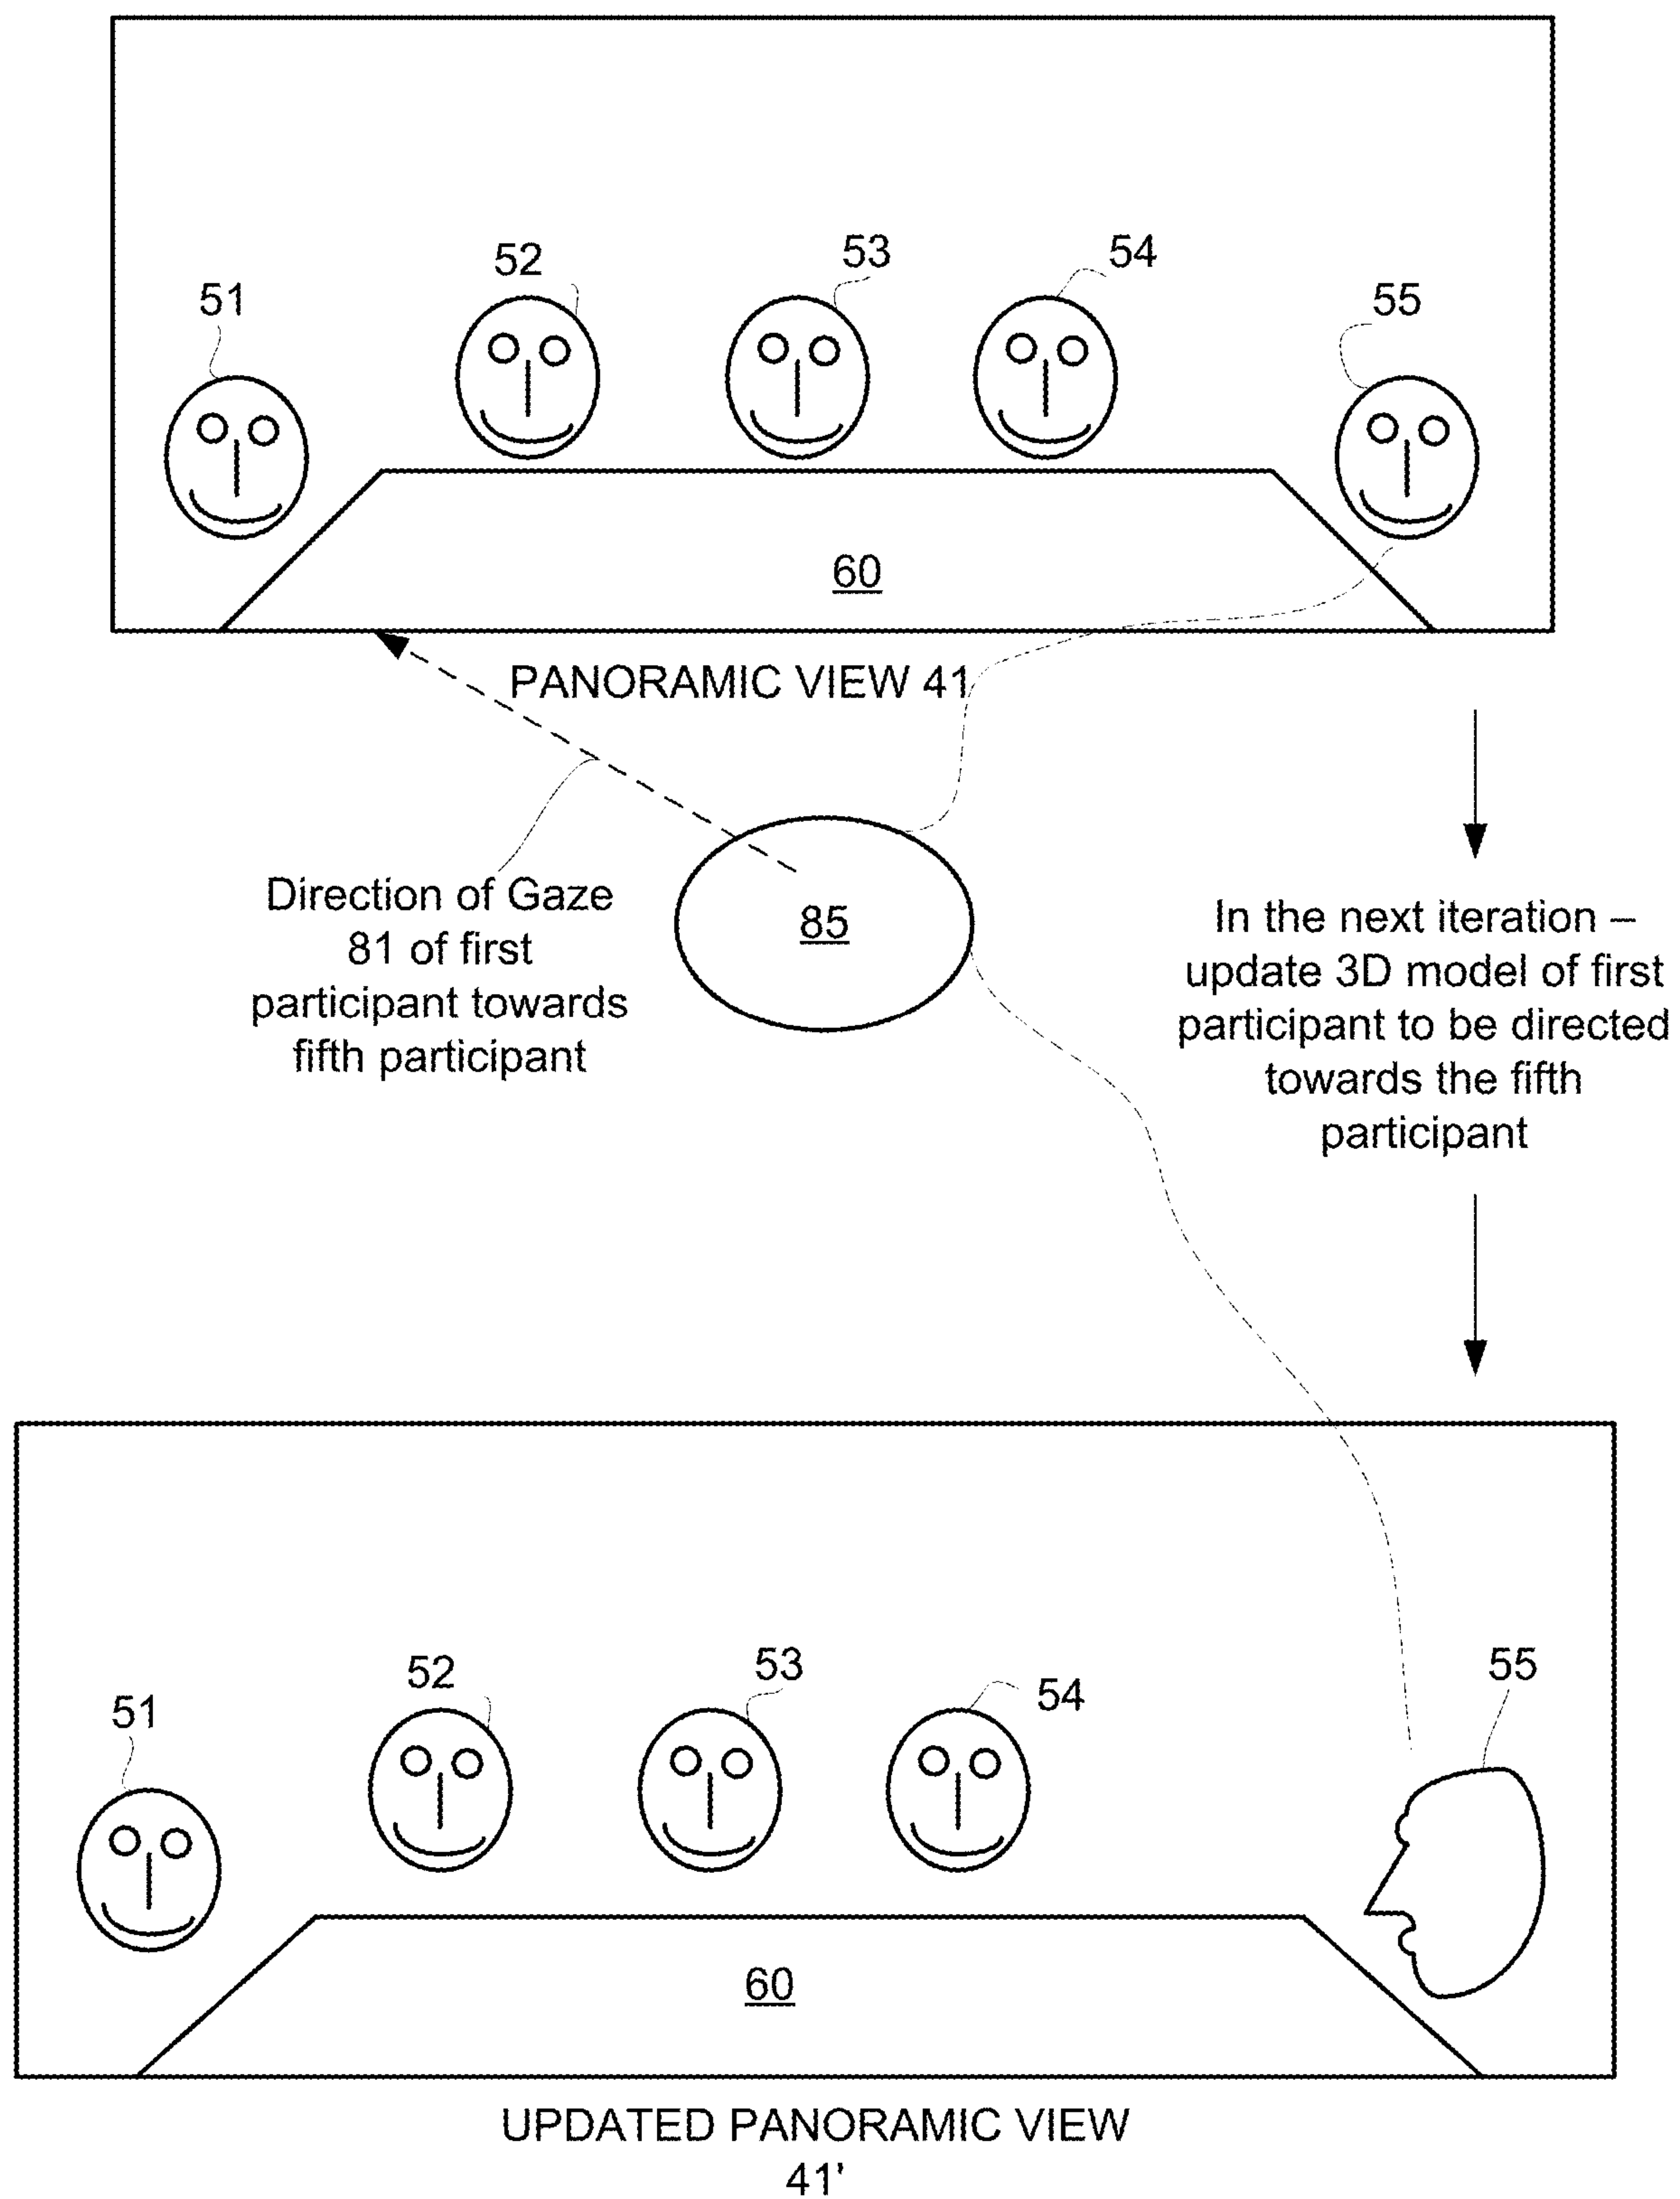 52
53
54
51
55
60
PANORAMIC VIEW 41
Direction of Gaze
81 of first
participant towards
fifth participant
85
In the next iteration –
update 3D model of first
participant to be directed
towards the fifth
participant
52
53
54
55
51
60
UPDATED PANORAMIC VIEW
41'